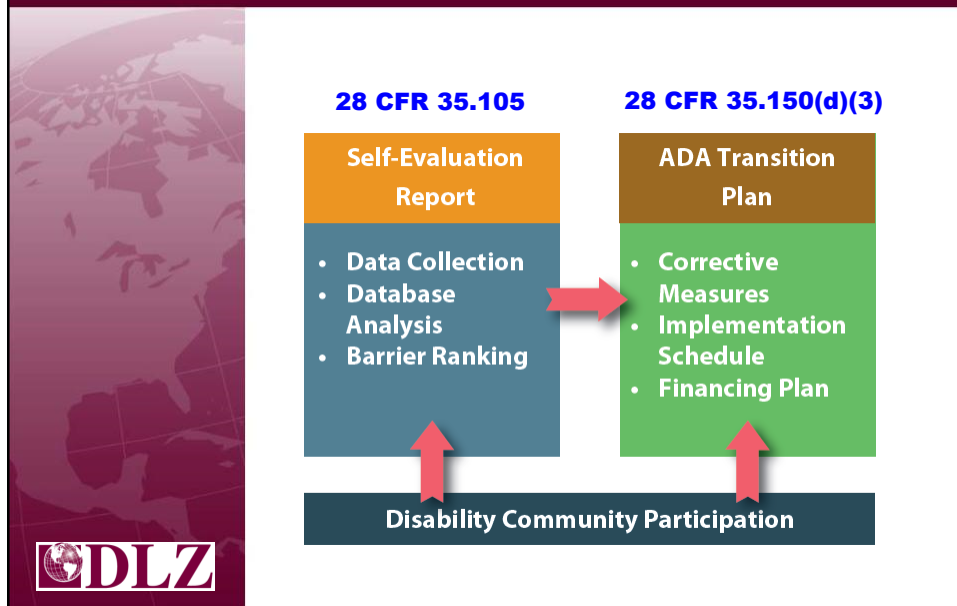 28 CFR 35.105
Self-Evaluation
Report
• Data Collection
• Database
Analysis
• Barrier Ranking
28 CFR 35.150(d)(3)
ADA Transition
Plan
• Corrective
Measures
• Implementation
Schedule
• Financing Plan
Disability Community Participation
DLZ